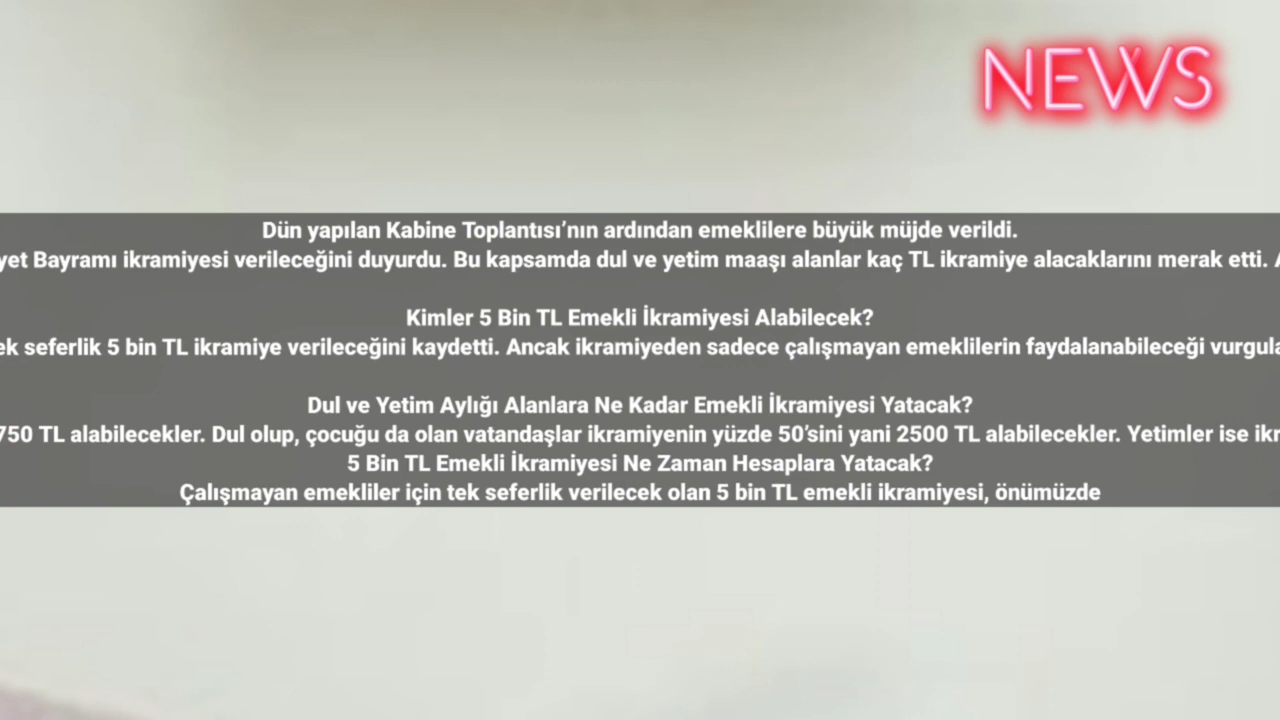 NEWS
Dün yapılan Kabine Toplantısı’nın ardından emeklilere büyük müjde verildi.
yet Bayramı ikramiyesi verileceğini duyurdu. Bu kapsamda dul ve yetim maaşı alanlar kaç TL ikramiye alacaklarını merak etti.
Kimler 5 Bin TL Emekli İkramiyesi Alabilecek?
ek seferlik 5 bin TL ikramiye verileceğini kaydetti. Ancak ikramiyeden sadece çalışmayan emeklilerin faydalanabileceği vurgula
Dul ve Yetim Aylığı Alanlara Ne Kadar Emekli İkramiyesi Yatacak?
750 TL alabilecekler. Dul olup, çocuğu da olan vatandaşlar ikramiyenin yüzde 50’sini yani 2500 TL alabilecekler. Yetimler ise ikr
5 Bin TL Emekli İkramiyesi Ne Zaman Hesaplara Yatacak?
Çalışmayan emekliler için tek seferlik verilecek olan 5 bin TL emekli ikramiyesi, önümüzde